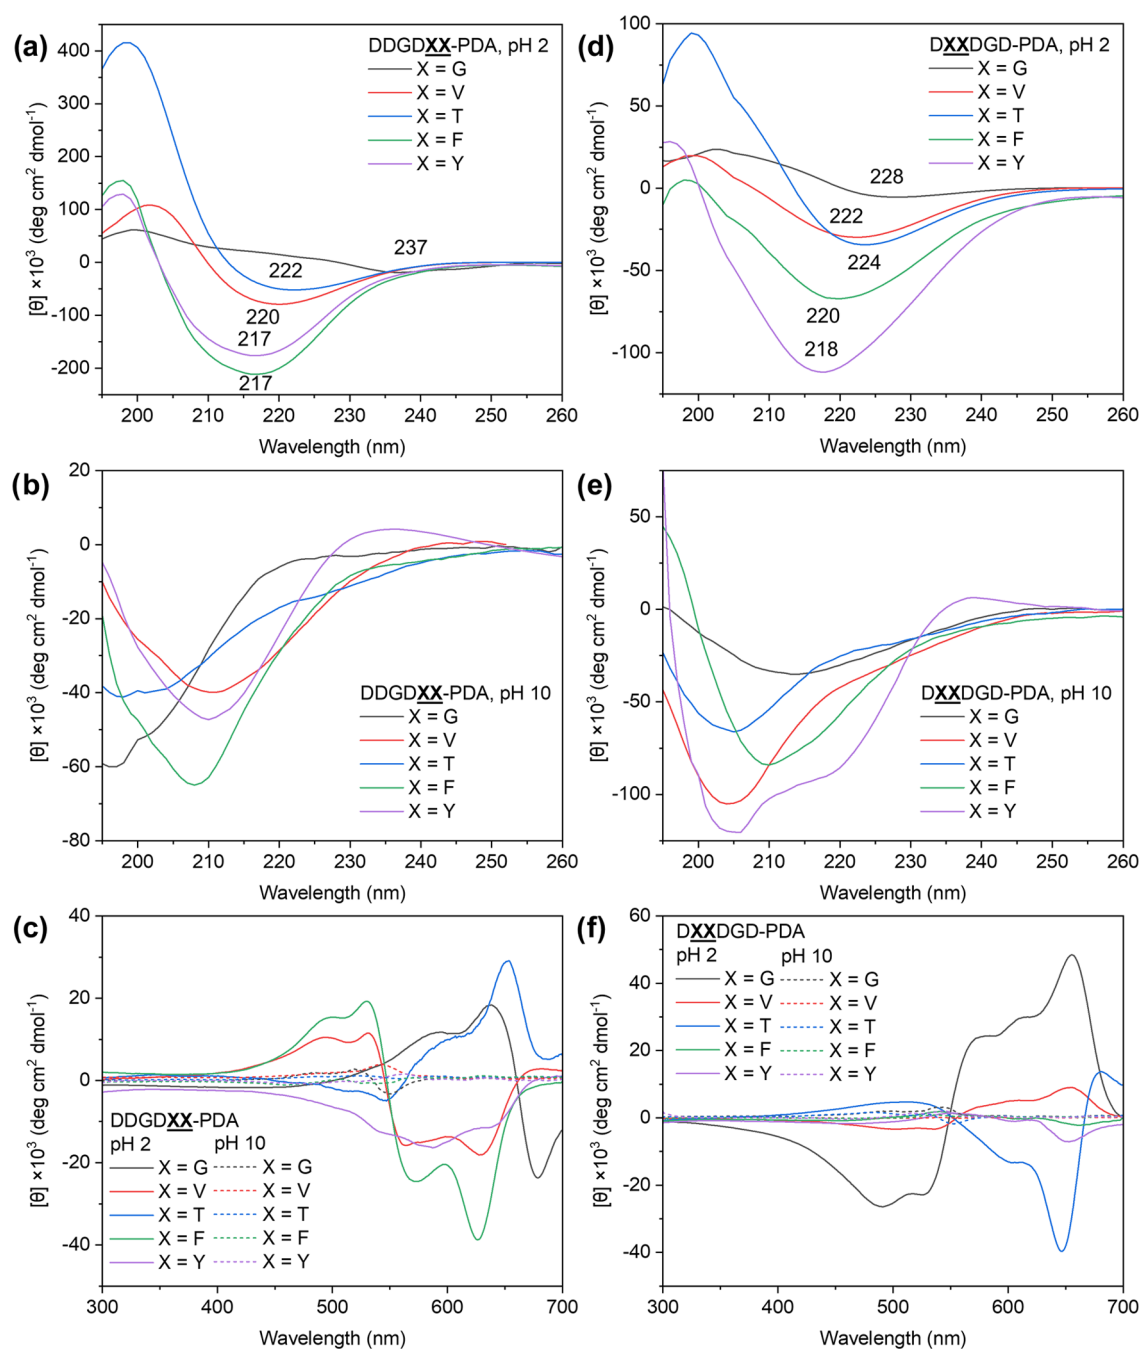 (a)
DDGDXX-PDA, pH 2
X = G
X = V
X = T
X = F
X = Y
400
300
200
100
0
-100
-200
[θ] ×10³ (deg cm² dmol⁻¹)
237
222
220
217
217
200 210 220 230 240 250 260
Wavelength (nm)
(d)
DXXDGD-PDA, pH 2
X = G
X = V
X = T
X = F
X = Y
100
50
0
-50
-100
[θ] ×10³ (deg cm² dmol⁻¹)
228
222
224
220
218
200 210 220 230 240 250 260
Wavelength (nm)
(b)
20
0
-20
-40
-60
-80
[θ] ×10³ (deg cm² dmol⁻¹)
DDGDXX-PDA, pH 10
X = G
X = V
X = T
X = F
X = Y
200 210 220 230 240 250 260
Wavelength (nm)
(e)
50
0
-50
-100
[θ] ×10³ (deg cm² dmol⁻¹)
DXXDGD-PDA, pH 10
X = G
X = V
X = T
X = F
X = Y
200 210 220 230 240 250 260
Wavelength (nm)
(c)
40
20
0
-20
-40
[θ] ×10³ (deg cm² dmol⁻¹)
DDGDXX-PDA
pH 2 pH 10
X = G X = G
X = V X = V
X = T X = T
X = F X = F
X = Y X = Y
300 400 500 600 700
Wavelength (nm)
(f)
60
40
20
0
-20
-40
[θ] ×10³ (deg cm² dmol⁻¹)
DXXDGD-PDA
pH 2 pH 10
X = G X = G
X = V X = V
X = T X = T
X = F X = F
X = Y X = Y
300 400 500 600 700
Wavelength (nm)